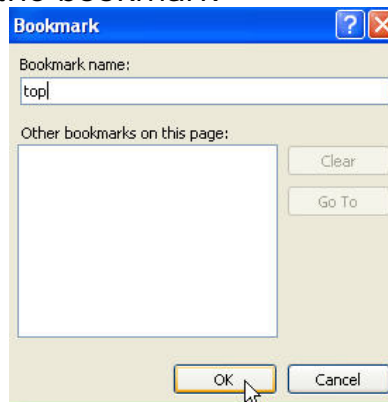 the bookmark
Bookmark
Bookmark name:
top
Other bookmarks on this page:
Clear
Go To
OK
Cancel